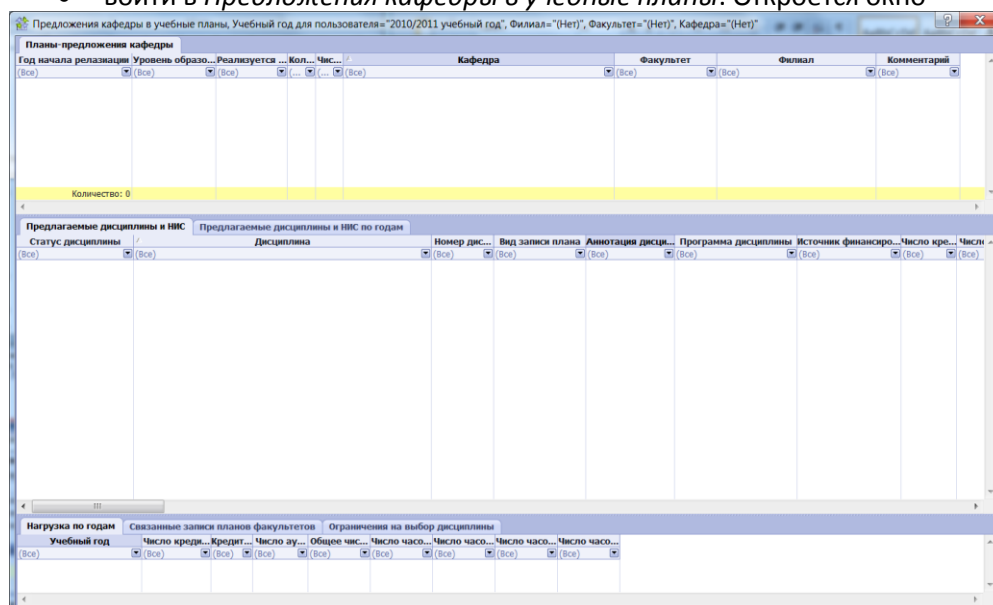 • войти в Предложения кафедры в учебные планы. Откроется окно
Предложения кафедры в учебные планы, Учебный год для пользователя="2010/2011 учебный год", Филиал="(Нет)", Факультет="(Нет)", Кафедра="(Нет)"
Планы-предложения кафедры
Год начала релазиации Уровень образо... Реализуется ... Кол... Чис... Кафедра Факультет Филиал Комментарий
(Все) (Все) (Все) (... (... (Все) (Все) (Все) (Все)
Количество: 0
Предлагаемые дисциплины и НИС Предлагаемые дисциплины и НИС по годам
Статус дисциплины Дисциплина Номер дис... Вид записи плана Аннотация дисци... Программа дисциплины Источник финансиро... Число кре... Число
(Все) (Все) (Все) (Все) (Все) (Все) (Все) (Все) (Все)
Нагрузка по годам Связанные записи планов факультетов Ограничения на выбор дисциплины
Учебный год Число креди... Кредит... Число ау... Общее чис... Число часо... Число часо... Число часо... Число часо...
(Все) (Все) (Все) (Все) (Все) (Все) (Все) (Все) (Все)